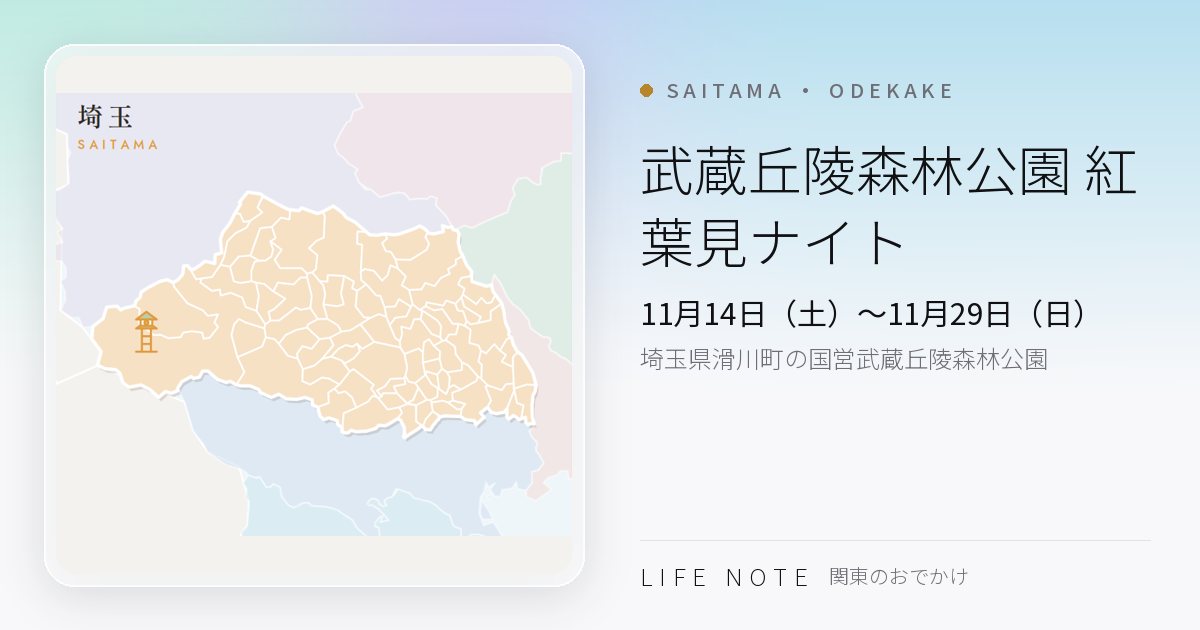 埼玉
SAITAMA
SAITAMA・ODEKAKE
武蔵丘陵森林公園 紅
葉見ナイト
11月14日（土）〜11月29日（日）
埼玉県滑川町の国営武蔵丘陵森林公園
LIFE NOTE 関東のおでかけ